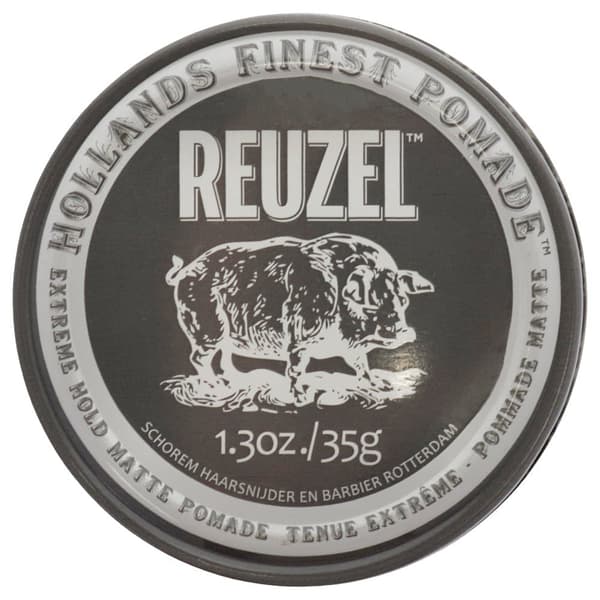 HOLLANDS FINEST POMADE™
REUZEL™
1.3oz./35g
SCHOREM HAARSNIJDER EN BARBIER ROTTERDAM
EXTREME HOLD MATTE POMADE TENUE EXTRÊME - POMMADE MATTE